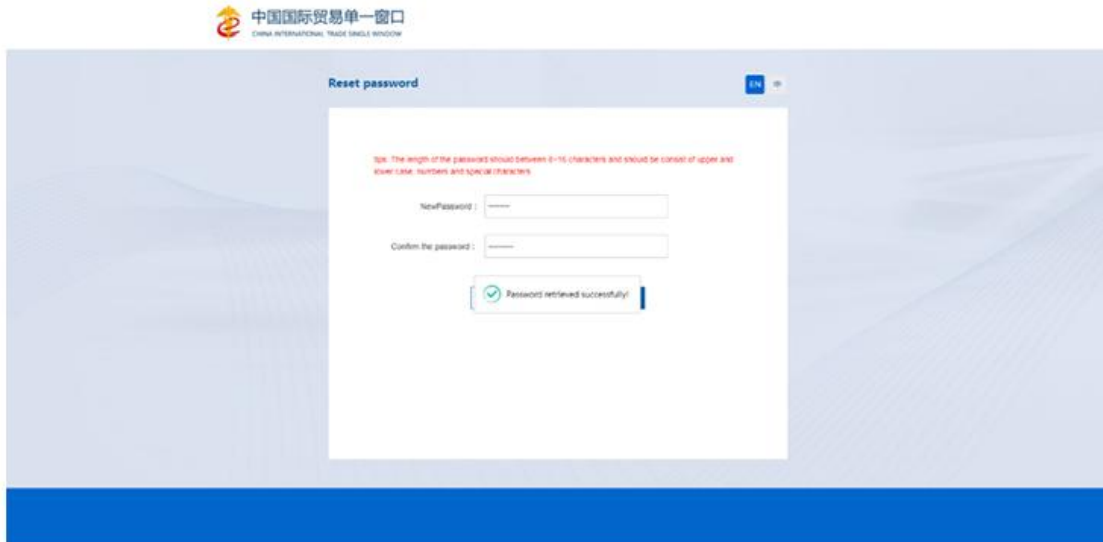 中国国际贸易单一窗口
CHINA INTERNATIONAL TRADE SINGLE WINDOW
Reset password
EN 中
tips: The length of the password should between 8~16 characters and should be consist of upper and
lower case, numbers and special characters
NewPassword :
Confirm the password :
Password retrieved successfully!